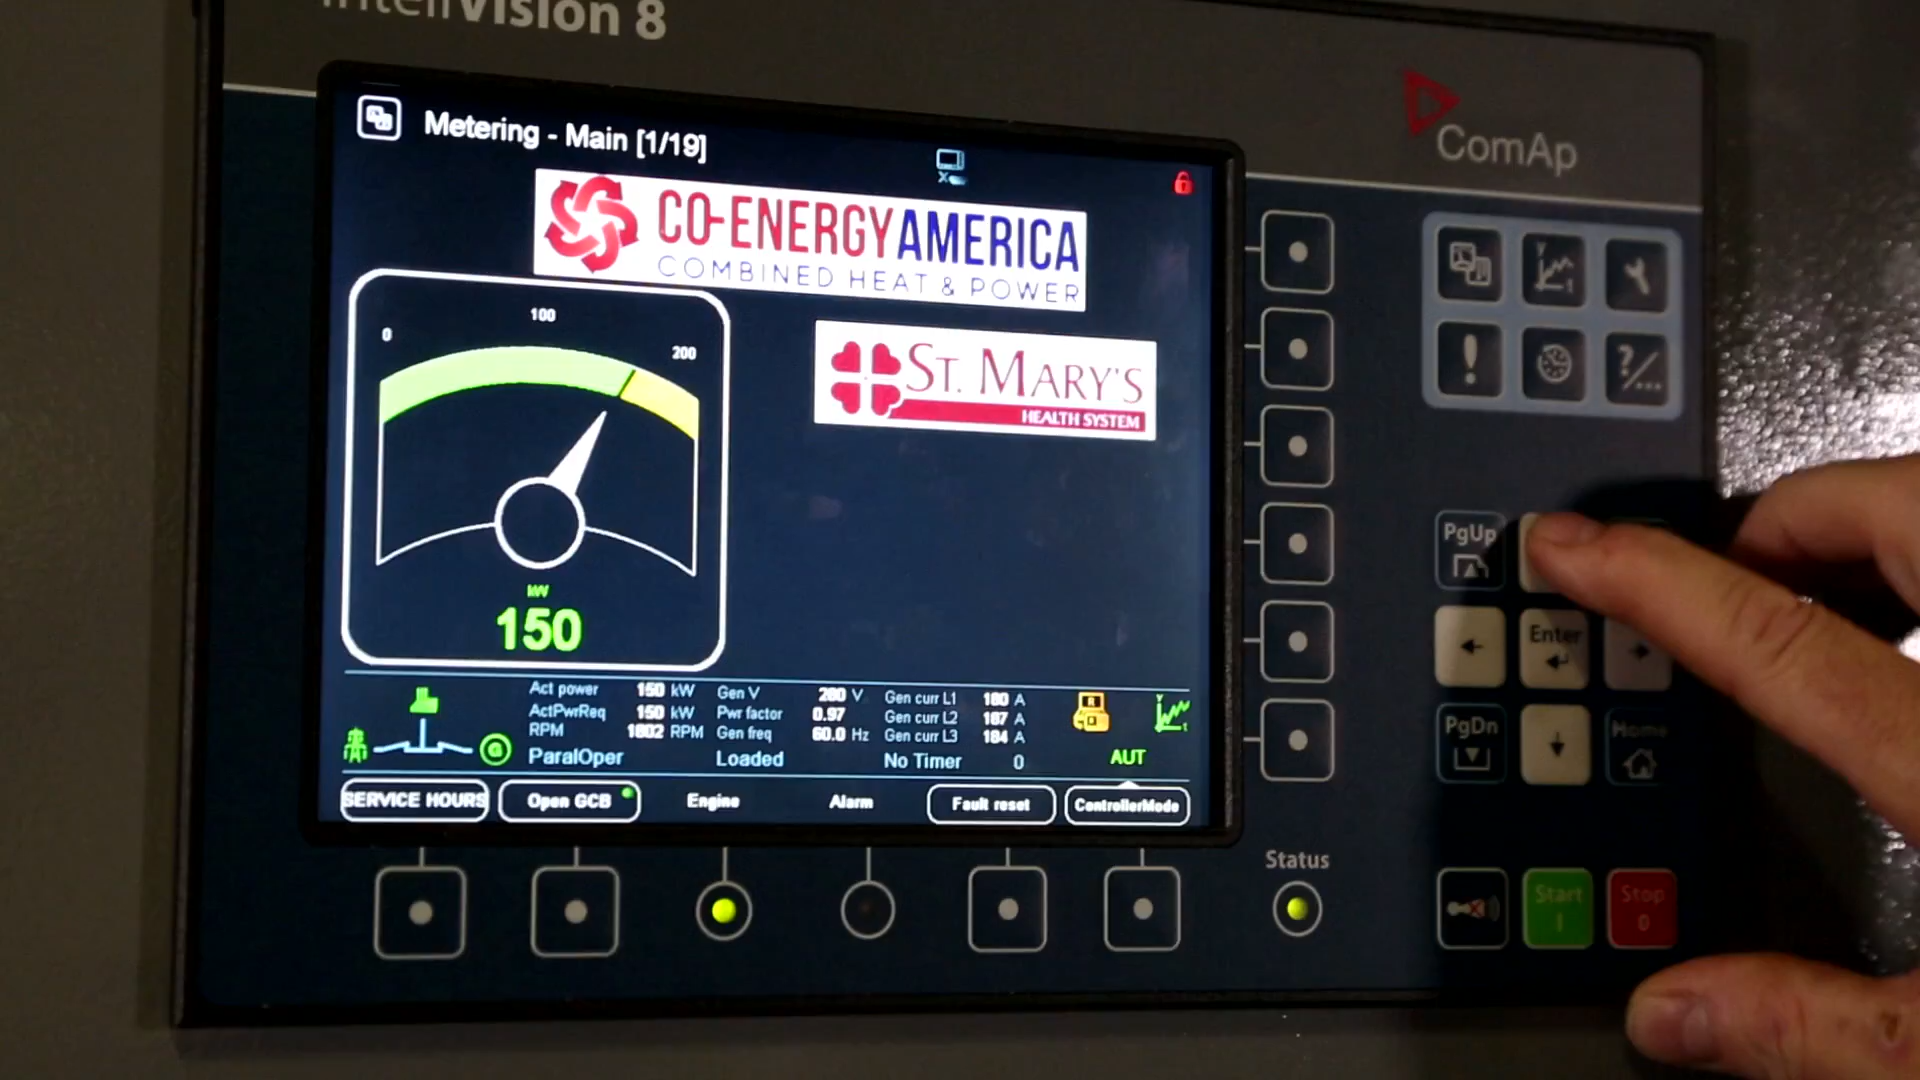 InteliVision 8
ComAp
Metering - Main [1/19]
CO-ENERGY AMERICA
COMBINED HEAT & POWER
ST. MARY'S
HEALTH SYSTEM
0
100
200
kW
150
Act power 150 kW Gen V 280 V Gen curr L1 180 A
ActPwrReq 150 kW Pwr factor 0.97 Gen curr L2 187 A
RPM 1802 RPM Gen freq 60.0 Hz Gen curr L3 184 A
ParalOper Loaded No Timer 0
AUT
SERVICE HOURS Open GCB Engine Alarm Fault reset ControllerMode
Status
PgUp
Enter
PgDn
Home
Start
1
Stop
0